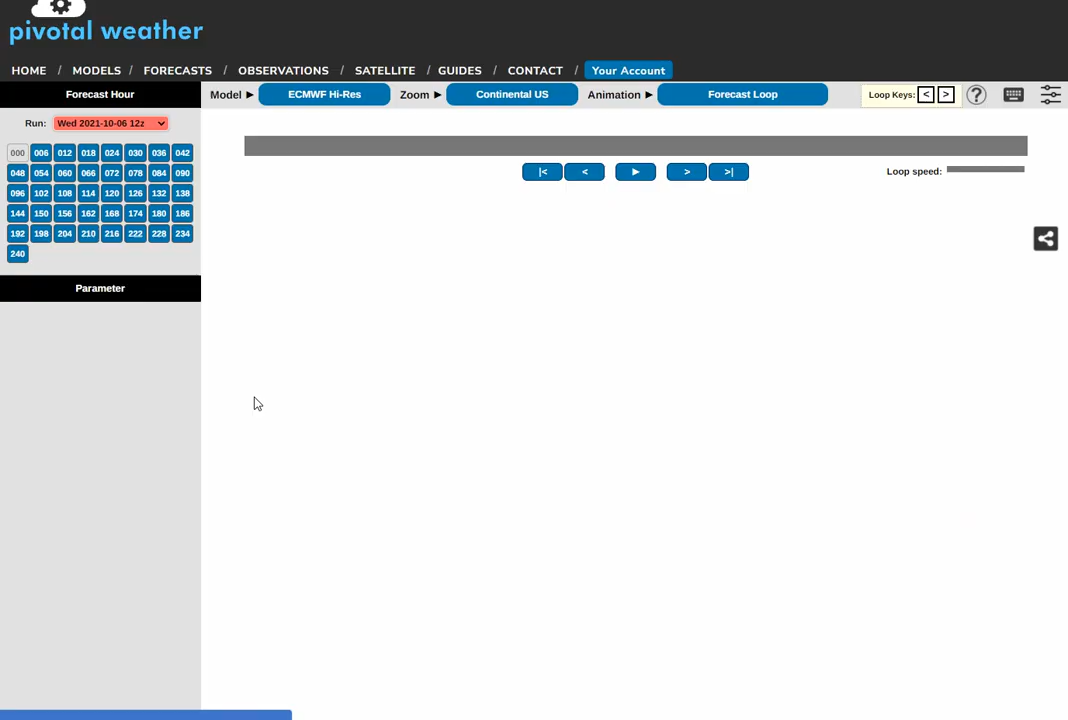 pivotal weather
HOME / MODELS / FORECASTS / OBSERVATIONS / SATELLITE / GUIDES / CONTACT / Your Account
Forecast Hour
Model ► ECMWF Hi-Res Zoom ► Continental US Animation ► Forecast Loop Loop Keys: < > ?
Run: Wed 2021-10-06 12z
000 006 012 018 024 030 036 042
048 054 060 066 072 078 084 090
096 102 108 114 120 126 132 138
144 150 156 162 168 174 180 186
192 198 204 210 216 222 228 234
240
|< < ► > >| Loop speed:
Parameter